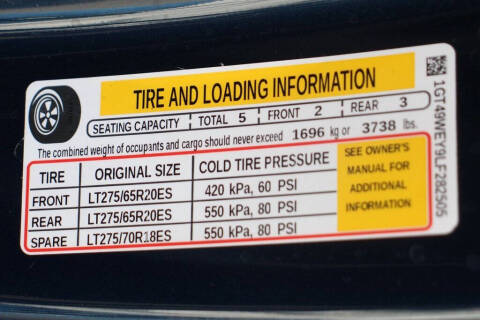 TIRE AND LOADING INFORMATION
SEATING CAPACITY TOTAL 5 FRONT 2 REAR 3
The combined weight of occupants and cargo should never exceed 1696 kg or 3738 lbs.
TIRE ORIGINAL SIZE COLD TIRE PRESSURE
FRONT LT275/65R20ES 420 kPa, 60 PSI
REAR LT275/65R20ES 550 kPa, 80 PSI
SPARE LT275/70R18ES 550 kPa, 80 PSI
SEE OWNER'S
MANUAL FOR
ADDITIONAL
INFORMATION
1GT49WEY9LF282505